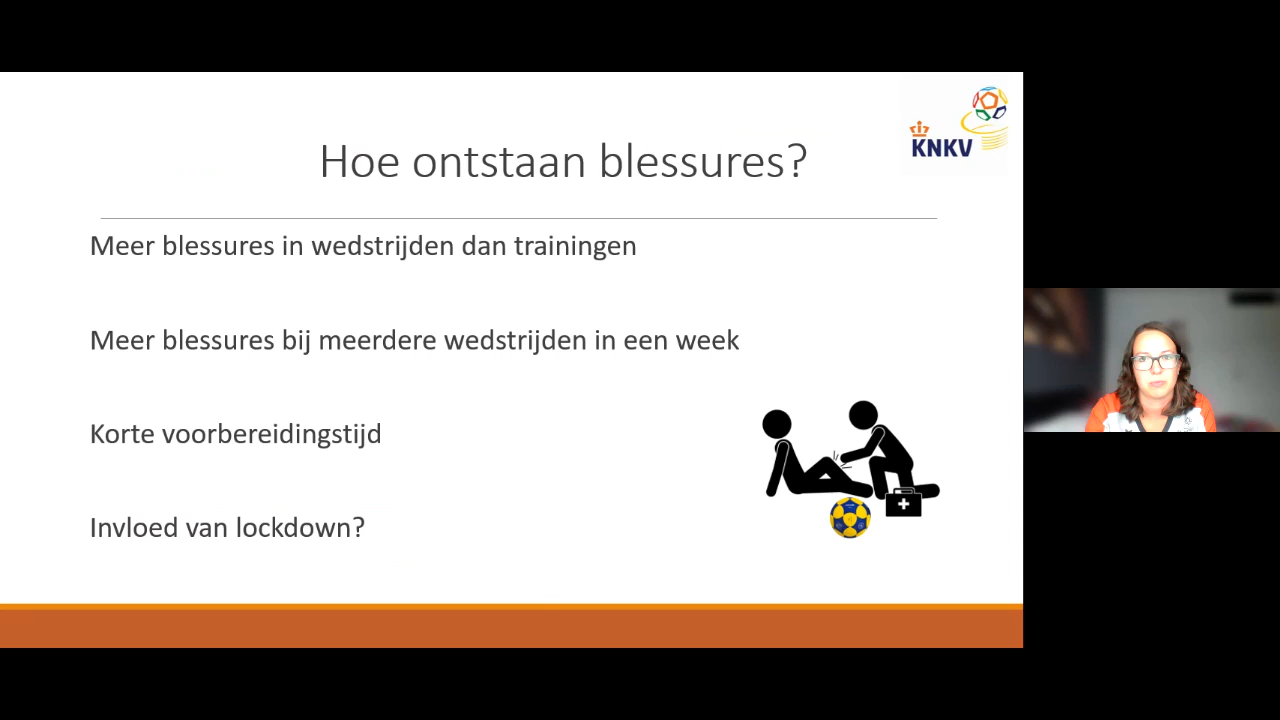 Hoe ontstaan blessures?
KNKV
Meer blessures in wedstrijden dan trainingen
Meer blessures bij meerdere wedstrijden in een week
Korte voorbereidingstijd
Invloed van lockdown?